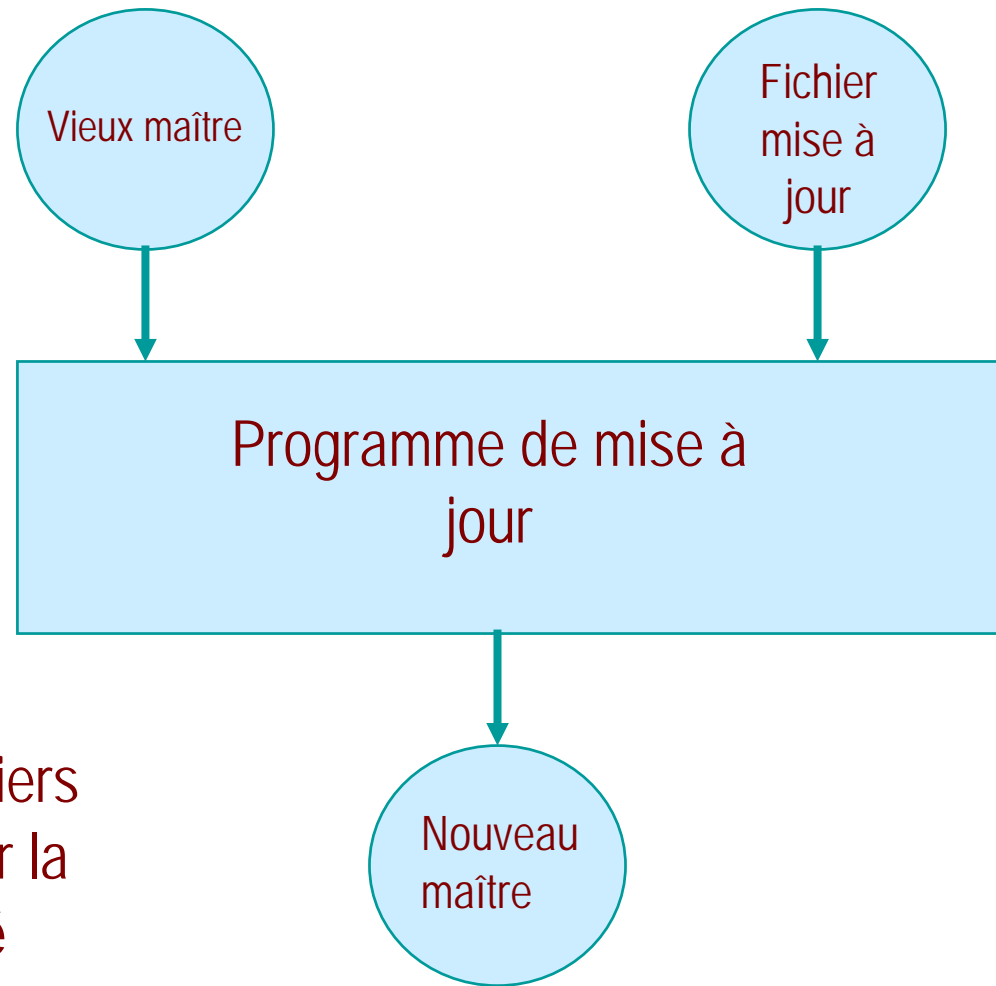 Vieux maître
Fichier
mise à
jour
Programme de mise à
jour
Nouveau
maître
iers
r la
é